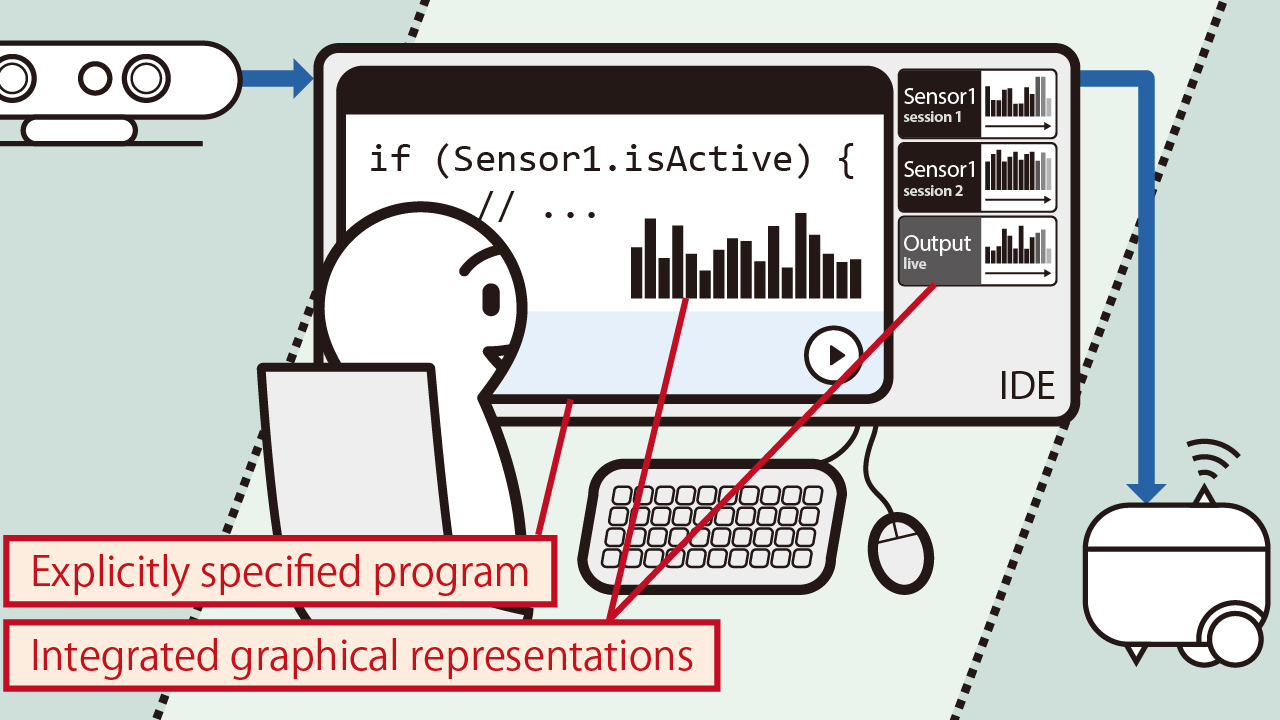 if (Sensor1.isActive) {
// ...
Sensor1
session 1
Sensor1
session 2
Output
live
IDE
Explicitly specified program
Integrated graphical representations